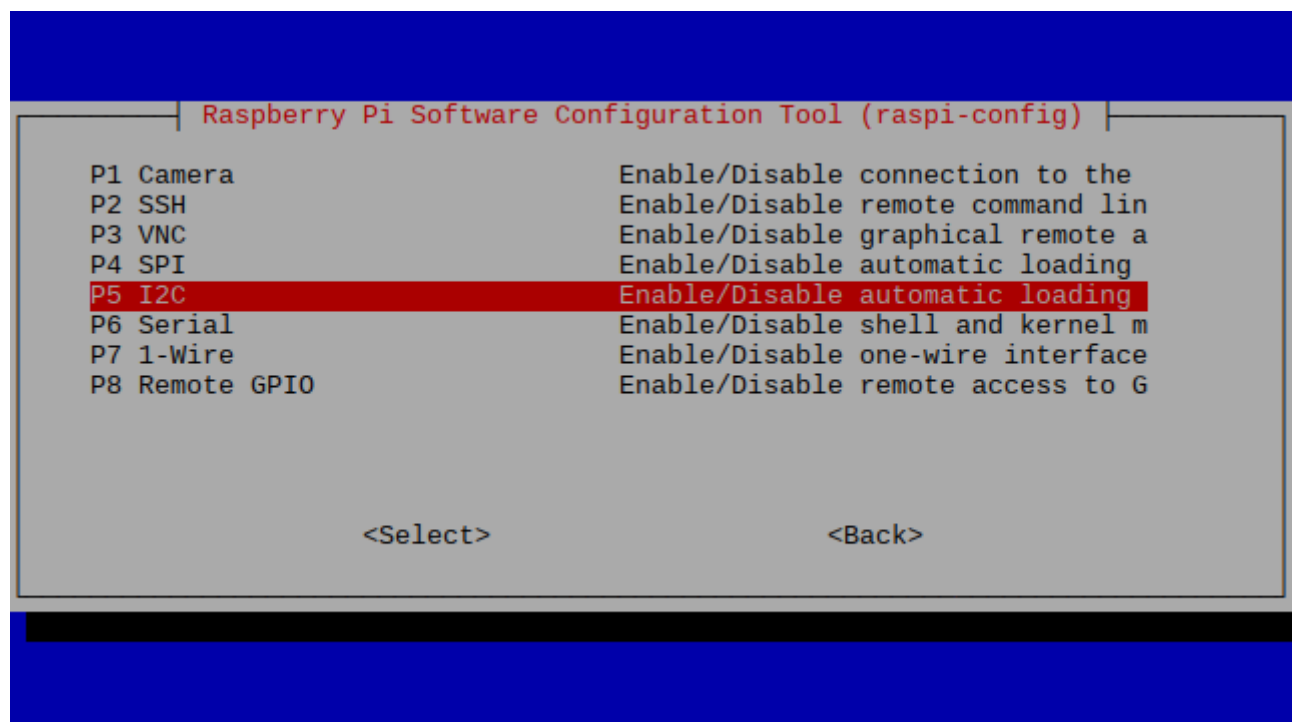 Raspberry Pi Software Configuration Tool (raspi-config)
P1 Camera Enable/Disable connection to the
P2 SSH Enable/Disable remote command lin
P3 VNC Enable/Disable graphical remote a
P4 SPI Enable/Disable automatic loading
P5 I2C Enable/Disable automatic loading
P6 Serial Enable/Disable shell and kernel m
P7 1-Wire Enable/Disable one-wire interface
P8 Remote GPIO Enable/Disable remote access to G
<Select> <Back>